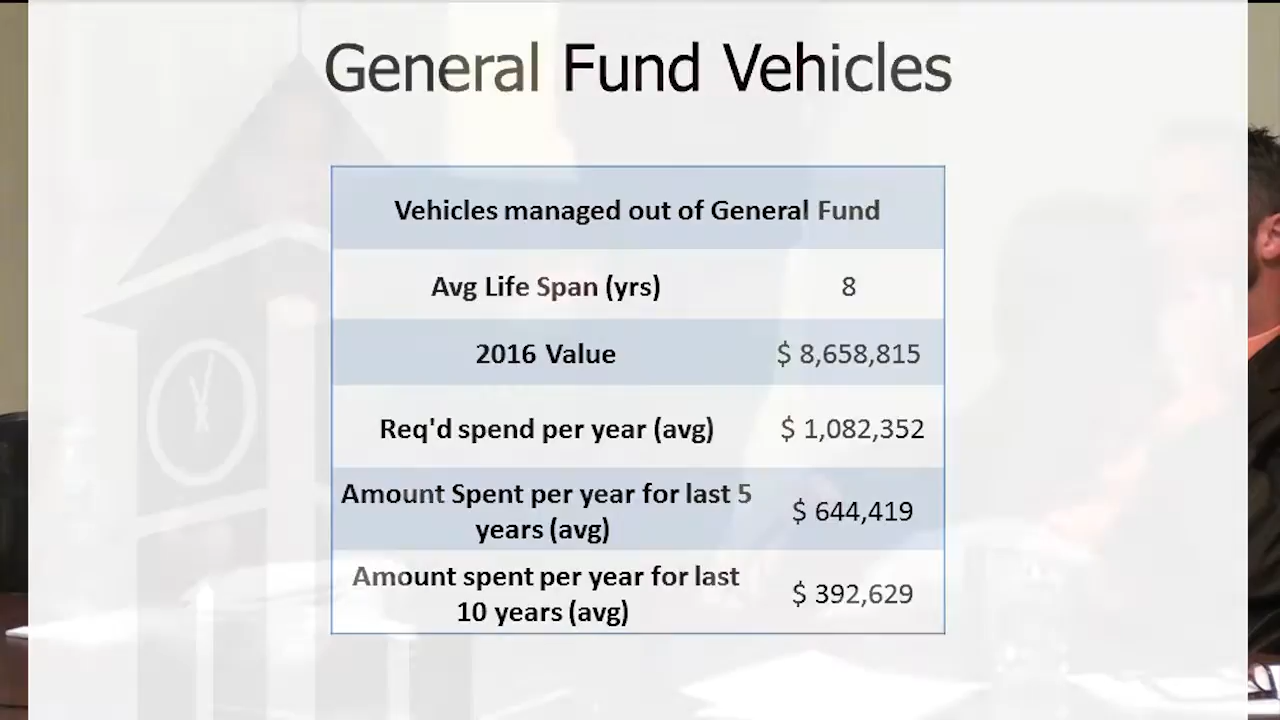 General Fund Vehicles
Vehicles managed out of General Fund
Avg Life Span (yrs) 8
2016 Value $ 8,658,815
Req'd spend per year (avg) $ 1,082,352
Amount Spent per year for last 5
years (avg) $ 644,419
Amount spent per year for last
10 years (avg) $ 392,629